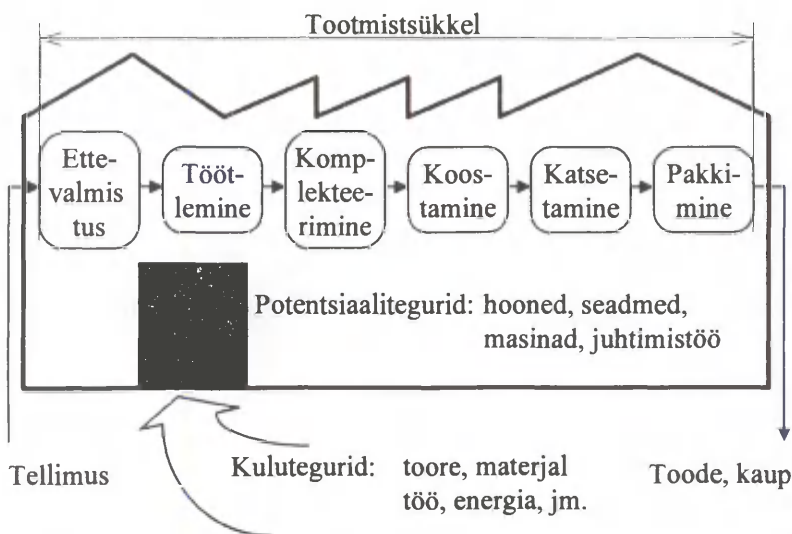 Tootmistsükkel
Ette-
valmis
tus
Tööt-
lemine
Komp-
lektee-
rimine
Koos-
tamine
Katse-
tamine
Pakki-
mine
Potentsiaalitegurid: hooned, seadmed,
masinad, juhtimistöö
Tellimus
Kulutegurid: toore, materjal
töö, energia, jm.
Toode, kaup